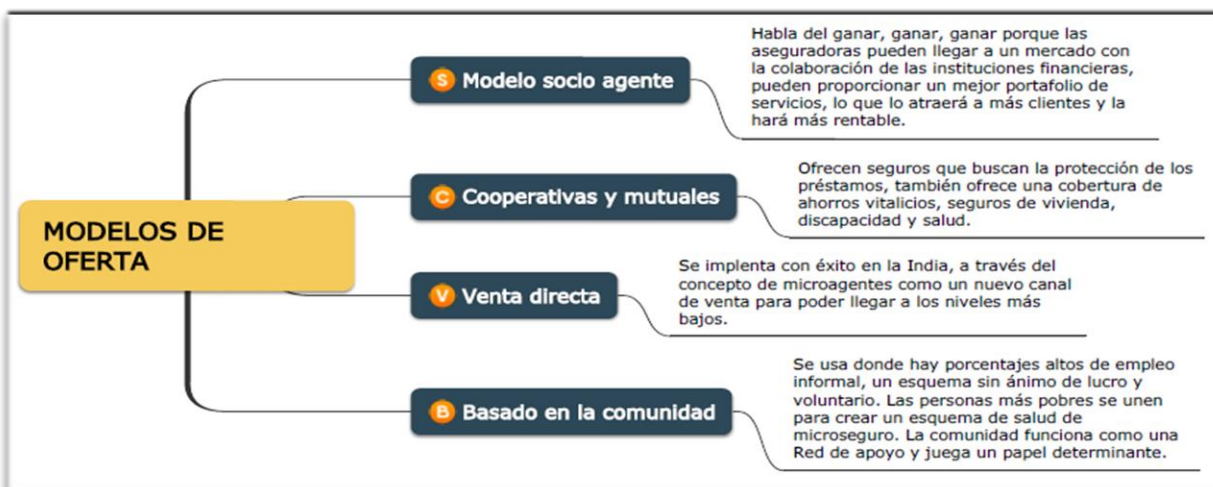 MODELOS DE
OFERTA
S Modelo socio agente
Habla del ganar, ganar, ganar porque las
aseguradoras pueden llegar a un mercado con
la colaboración de las instituciones financieras,
pueden proporcionar un mejor portafolio de
servicios, lo que lo atraerá a más clientes y la
hará más rentable.
C Cooperativas y mutuales
Ofrecen seguros que buscan la protección de los
préstamos, también ofrece una cobertura de
ahorros vitalicios, seguros de vivienda,
discapacidad y salud.
V Venta directa
Se implenta con éxito en la India, a través del
concepto de microagentes como un nuevo canal
de venta para poder llegar a los niveles más
bajos.
B Basado en la comunidad
Se usa donde hay porcentajes altos de empleo
informal, un esquema sin ánimo de lucro y
voluntario. Las personas más pobres se unen
para crear un esquema de salud de
microseguro. La comunidad funciona como una
Red de apoyo y juega un papel determinante.